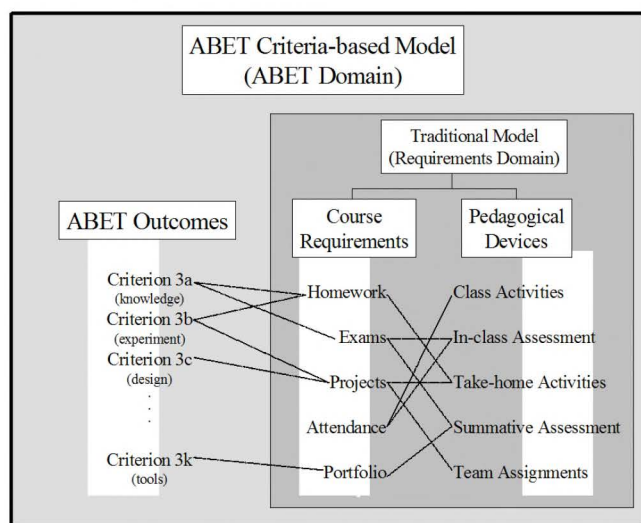 ABET Criteria-based Model
(ABET Domain)
Traditional Model
(Requirements Domain)
ABET Outcomes
Course
Requirements
Pedagogical
Devices
Criterion 3a
(knowledge)
Criterion 3b
(experiment)
Criterion 3c
(design)
.
.
.
Criterion 3k
(tools)
Homework
Exams
Projects
Attendance
Portfolio
Class Activities
In-class Assessment
Take-home Activities
Summative Assessment
Team Assignments